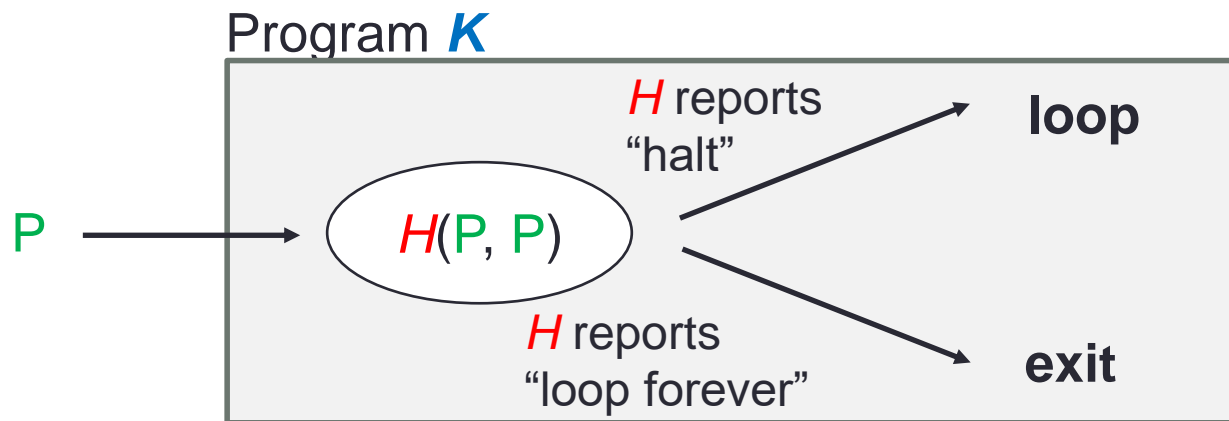 Program K
H reports
“halt”
loop
P
H(P, P)
H reports
“loop forever”
exit